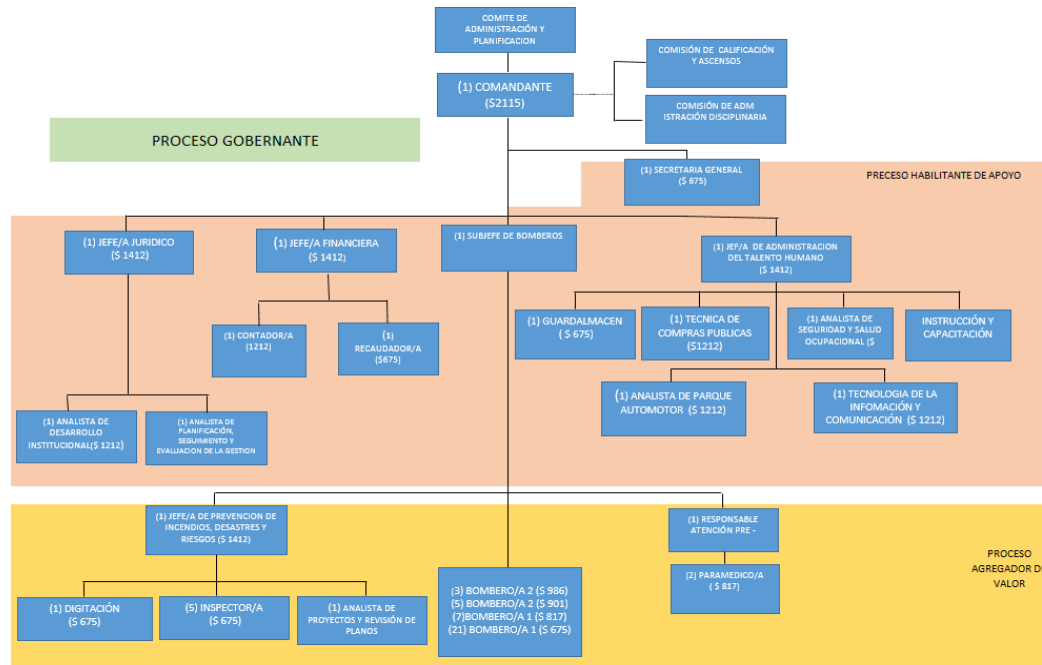 COMITE DE
ADMINISTRACIÓN Y
PLANIFICACION
(1) COMANDANTE
($2115)
COMISIÓN DE CALIFICACIÓN
Y ASCENSOS
COMISIÓN DE ADM
ISTRACIÓN DISCIPLINARIA
PROCESO GOBERNANTE
(1) SECRETARIA GENERAL
($ 675)
PRECESO HABILITANTE DE APOYO
(1) JEFE/A JURIDICO
($ 1412)
(1) JEFE/A FINANCIERA
($ 1412)
(1) SUBJEFE DE BOMBEROS
(1) JEF/A DE ADMINISTRACION
DEL TALENTO HUMANO
($ 1412)
(1) CONTADOR/A
(1212)
(1)
RECAUDADOR/A
($675)
(1) GUARDALMACEN
( $ 675)
(1) TECNICA DE
COMPRAS PUBLICAS
($1212)
(1) ANALISTA DE
SEGURIDAD Y SALUD
OCUPACIONAL ($
INSTRUCCIÓN Y
CAPACITACIÓN
(1) ANALISTA DE PARQUE
AUTOMOTOR ($ 1212)
(1) TECNOLOGIA DE LA
INFOMACIÓN Y
COMUNICACIÓN ($ 1212)
(1) ANALISTA DE
DESARROLLO
INSTITUCIONAL($ 1212)
(1) ANALISTA DE
PLANIFICACIÓN,
SEGUIMIENTO Y
EVALUACION DE LA GESTION
(1) JEFE/A DE PREVENCION DE
INCENDIOS, DESASTRES Y
RIESGOS ($ 1412)
(1) RESPONSABLE
ATENCIÓN PRE -
PROCESO
AGREGADOR D
VALOR
(1) DIGITACIÓN
($ 675)
(5) INSPECTOR/A
($ 675)
(1) ANALISTA DE
PROYECTOS Y REVISIÓN DE
PLANOS
(3) BOMBERO/A 2 ($ 986)
(5) BOMBERO/A 2 ($ 901)
(7)BOMBERO/A 1 ($ 817)
(21) BOMBERO/A 1 ($ 675)
(2) PARAMEDICO/A
( $ 817)